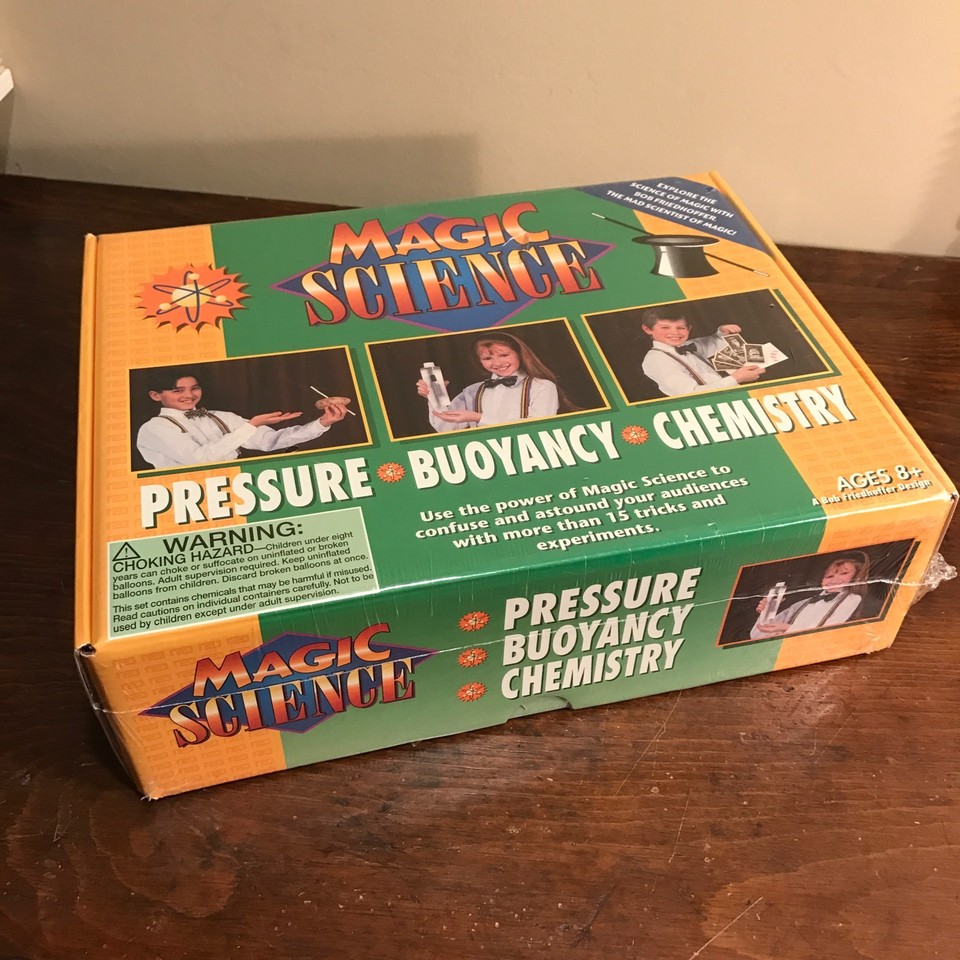 EXPLORE THE
SCIENCE OF MAGIC WITH
BOB FRIEDHOFFER,
THE MAD SCIENTIST OF MAGIC!
MAGIC
SCIENCE
PRESSURE BUOYANCY CHEMISTRY
Use the power of Magic Science to
confuse and astound your audiences
with more than 15 tricks and
experiments.
AGES 8+
A Bob Friedhoffer Design
WARNING:
CHOKING HAZARD—Children under eight
years can choke or suffocate on uninflated or broken
balloons. Adult supervision required. Keep uninflated
balloons from children. Discard broken balloons at once.
This set contains chemicals that may be harmful if misused.
Read cautions on individual containers carefully. Not to be
used by children except under adult supervision.
MAGIC
SCIENCE
PRESSURE
BUOYANCY
CHEMISTRY